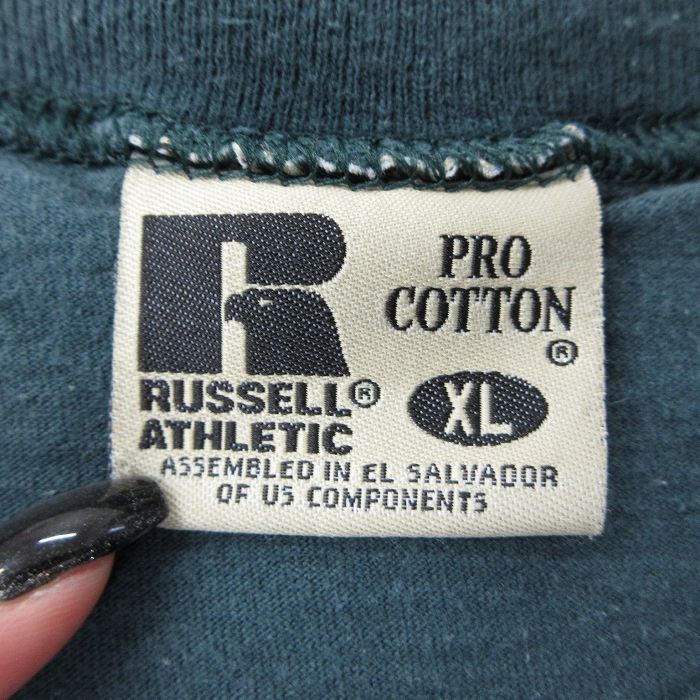 R
RUSSELL®
ATHLETIC
PRO
COTTON
®
XL
ASSEMBLED IN EL SALVADOR
OF US COMPONENTS